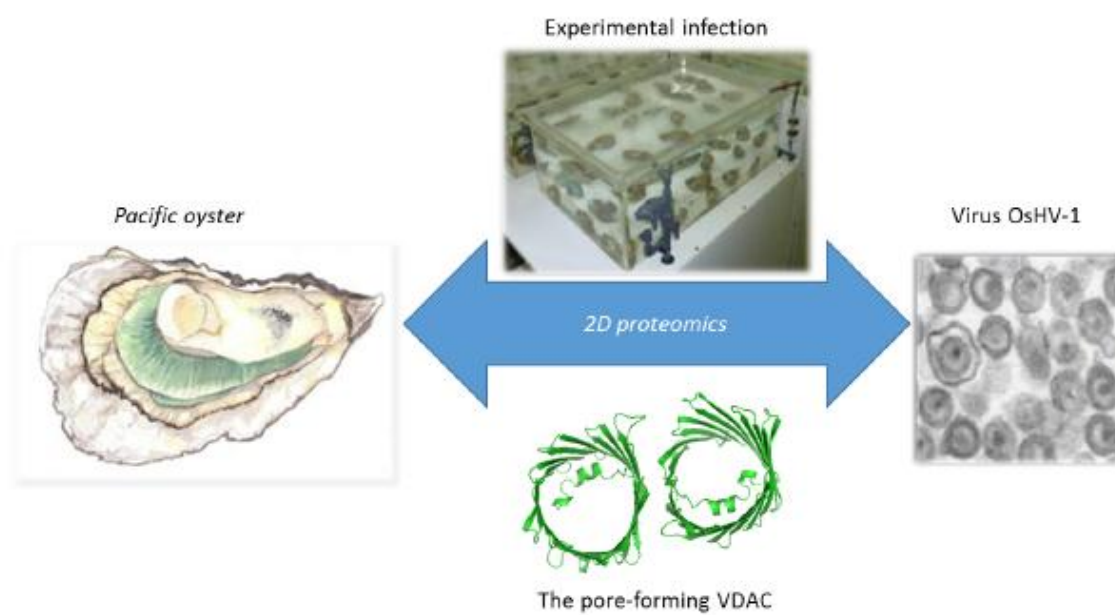 Experimental infection
Pacific oyster
Virus OsHV-1
2D proteomics
The pore-forming VDAC